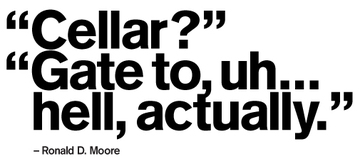 “Cellar?”
“Gate to, uh...
hell, actually.”
– Ronald D. Moore